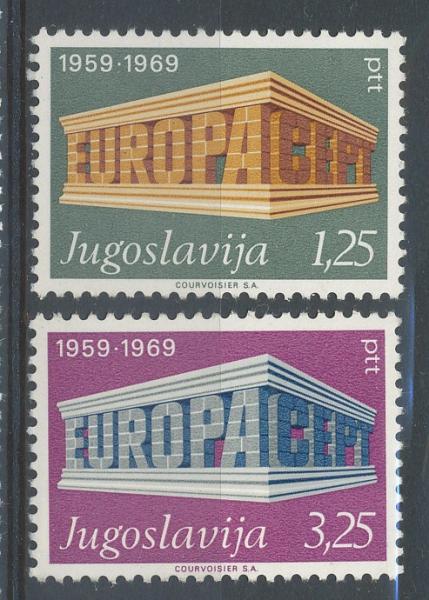 1959·1969
ptt
EUROPA CEPT
Jugoslavija 1,25
COURVOISIER S.A.
1959·1969
ptt
EUROPA CEPT
Jugoslavija 3,25
COURVOISIER S.A.